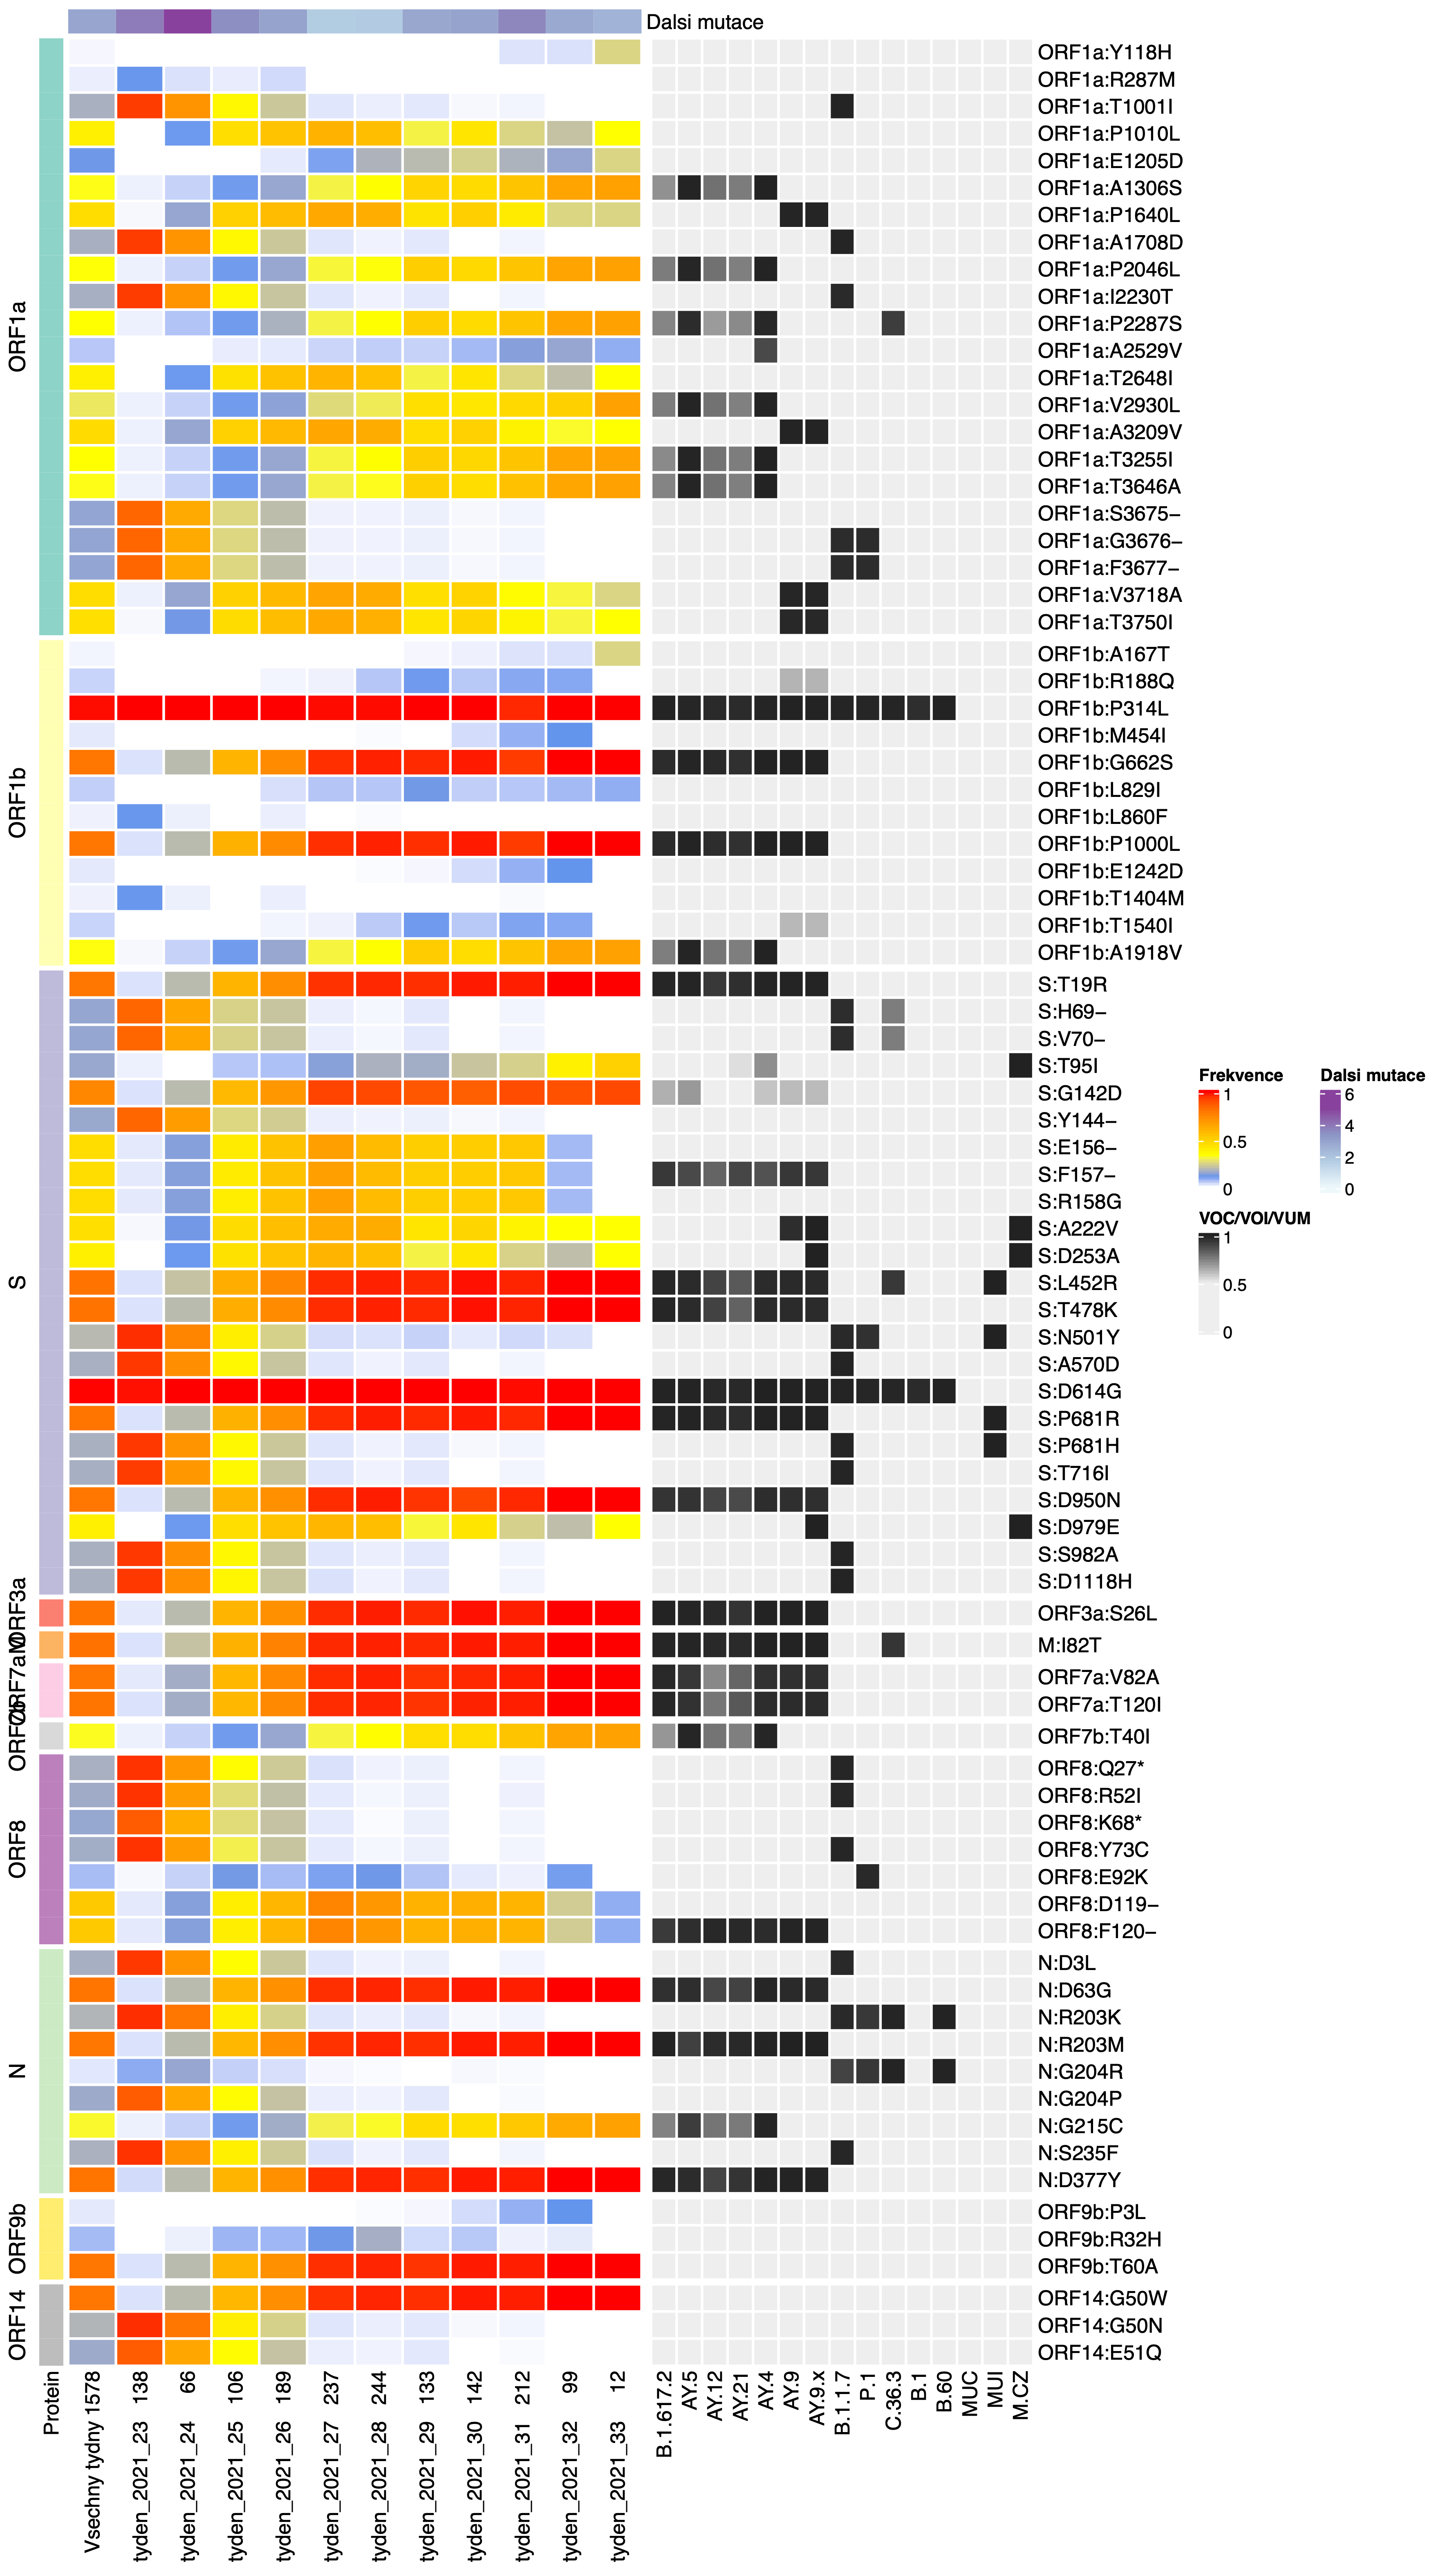 Dalsi mutace
ORF1a
ORF1a:Y118H
ORF1a:R287M
ORF1a:T1001I
ORF1a:P1010L
ORF1a:E1205D
ORF1a:A1306S
ORF1a:P1640L
ORF1a:A1708D
ORF1a:P2046L
ORF1a:I2230T
ORF1a:P2287S
ORF1a:A2529V
ORF1a:T2648I
ORF1a:V2930L
ORF1a:A3209V
ORF1a:T3255I
ORF1a:T3646A
ORF1a:S3675−
ORF1a:G3676−
ORF1a:F3677−
ORF1a:V3718A
ORF1a:T3750I
ORF1b
ORF1b:A167T
ORF1b:R188Q
ORF1b:P314L
ORF1b:M454I
ORF1b:G662S
ORF1b:L829I
ORF1b:L860F
ORF1b:P1000L
ORF1b:E1242D
ORF1b:T1404M
ORF1b:T1540I
ORF1b:A1918V
S
S:T19R
S:H69−
S:V70−
S:T95I
S:G142D
S:Y144−
S:E156−
S:F157−
S:R158G
S:A222V
S:D253A
S:L452R
S:T478K
S:N501Y
S:A570D
S:D614G
S:P681R
S:P681H
S:T716I
S:D950N
S:D979E
S:S982A
S:D1118H
ORF3a
ORF3a:S26L
M
M:I82T
ORF7a
ORF7a:V82A
ORF7a:T120I
ORF7b
ORF7b:T40I
ORF8
ORF8:Q27*
ORF8:R52I
ORF8:K68*
ORF8:Y73C
ORF8:E92K
ORF8:D119−
ORF8:F120−
N
N:D3L
N:D63G
N:R203K
N:R203M
N:G204R
N:G204P
N:G215C
N:S235F
N:D377Y
ORF9b
ORF9b:P3L
ORF9b:R32H
ORF9b:T60A
ORF14
ORF14:G50W
ORF14:G50N
ORF14:E51Q
Protein
Vsechny tydny 1578
tyden_2021_23 138
tyden_2021_24 66
tyden_2021_25 106
tyden_2021_26 189
tyden_2021_27 237
tyden_2021_28 244
tyden_2021_29 133
tyden_2021_30 142
tyden_2021_31 212
tyden_2021_32 99
tyden_2021_33 12
B.1.617.2
AY.5
AY.12
AY.21
AY.4
AY.9
AY.9.x
B.1.1.7
P.1
C.36.3
B.1
B.60
MUC
MUI
M.CZ
Frekvence
1
0.5
0
Dalsi mutace
6
4
2
0
VOC/VOI/VUM
1
0.5
0